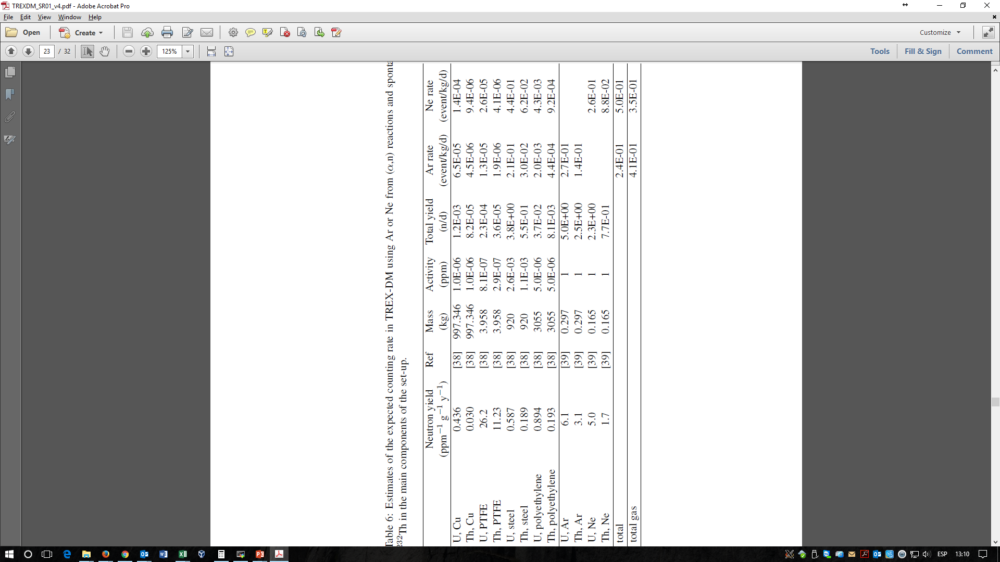 TREXDM_SR01_v4.pdf - Adobe Acrobat Pro
File Edit View Window Help
Open Create Customize
23 / 32 125% Tools Fill & Sign Comment
Table 6: Estimates of the expected counting rate in TREX-DM using Ar or Ne from (α,n) reactions and
²³²Th in the main components of the set-up.
Neutron yield Ref Mass Activity Total yield Ar rate Ne rate
(ppm⁻¹ g⁻¹ y⁻¹) (kg) (ppm) (n/d) (event/kg/d) (event/kg/d)
U, Cu 0.436 [38] 997.346 1.0E-06 1.2E-03 6.5E-05 1.4E-04
Th, Cu 0.030 [38] 997.346 1.0E-06 8.2E-05 4.5E-06 9.4E-06
U, PTFE 26.2 [38] 3.958 8.1E-07 2.3E-04 1.3E-05 2.6E-05
Th, PTFE 11.23 [38] 3.958 2.9E-07 3.6E-05 1.9E-06 4.1E-06
U, steel 0.587 [38] 920 2.6E-03 3.8E+00 2.1E-01 4.4E-01
Th, steel 0.189 [38] 920 1.1E-03 5.5E-01 3.0E-02 6.2E-02
U, polyethylene 0.894 [38] 3055 5.0E-06 3.7E-02 2.0E-03 4.3E-03
Th, polyethylene 0.193 [38] 3055 5.0E-06 8.1E-03 4.4E-04 9.2E-04
U, Ar 6.1 [39] 0.297 1 5.0E+00 2.7E-01
Th, Ar 3.1 [39] 0.297 1 2.5E+00 1.4E-01
U, Ne 5.0 [39] 0.165 1 2.3E+00 2.6E-01
Th, Ne 1.7 [39] 0.165 1 7.7E-01 8.8E-02
total 2.4E-01 5.0E-01
total gas 4.1E-01 3.5E-01
ESP 13:10